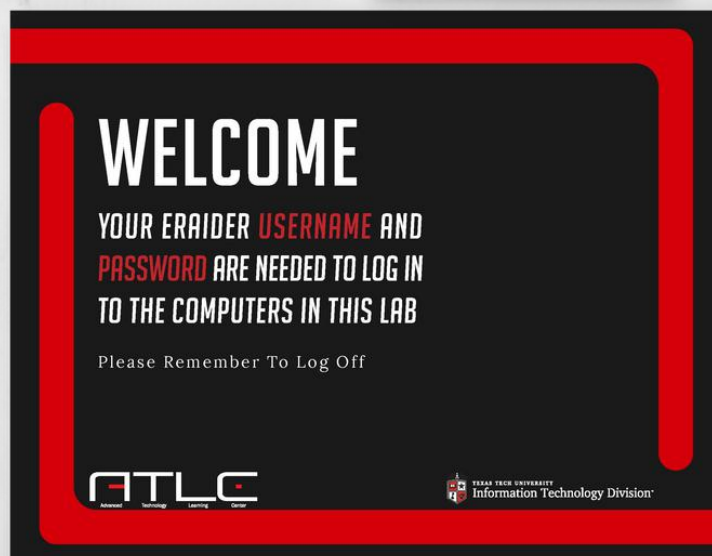 WELCOME
YOUR ERAIDER USERNAME AND
PASSWORD ARE NEEDED TO LOG IN
TO THE COMPUTERS IN THIS LAB
Please Remember To Log Off
ATLC
Advanced Technology Learning Center
TEXAS TECH UNIVERSITY
Information Technology Division